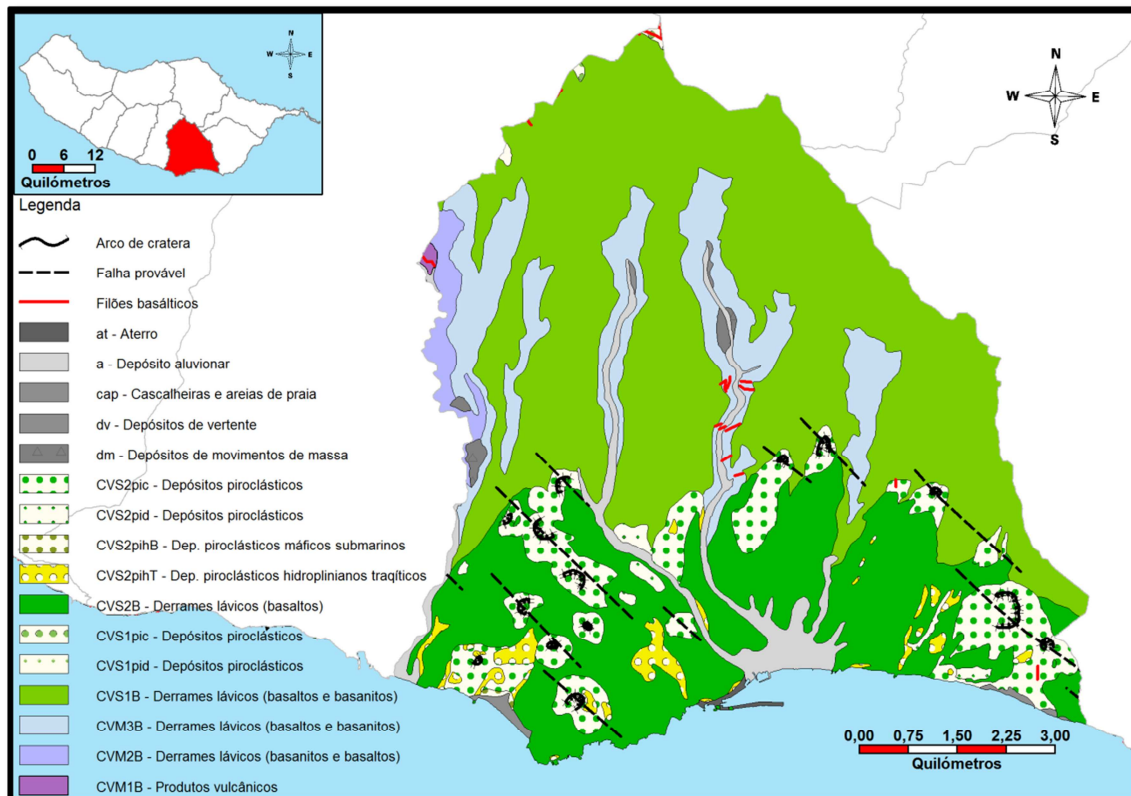 N
W E
S
0 6 12
Quilómetros
Legenda
Arco de cratera
Falha provável
Filões basálticos
at - Aterro
a - Depósito aluvionar
cap - Cascalheiras e areias de praia
dv - Depósitos de vertente
dm - Depósitos de movimentos de massa
CVS2pic - Depósitos piroclásticos
CVS2pid - Depósitos piroclásticos
CVS2pihB - Dep. piroclásticos máficos submarinos
CVS2pihT - Dep. piroclásticos hidroplinianos traqíticos
CVS2B - Derrames lávicos (basaltos)
CVS1pic - Depósitos piroclásticos
CVS1pid - Depósitos piroclásticos
CVS1B - Derrames lávicos (basaltos e basanitos)
CVM3B - Derrames lávicos (basaltos e basanitos)
CVM2B - Derrames lávicos (basanitos e basaltos)
CVM1B - Produtos vulcânicos
N
W E
S
0,00 0,75 1,50 2,25 3,00
Quilómetros